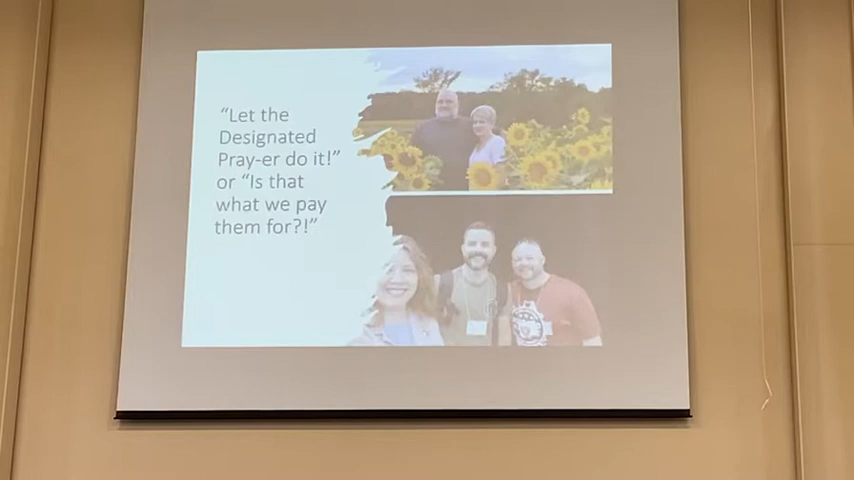 “Let the
Designated
Pray-er do it!”
or “Is that
what we pay
them for?!”